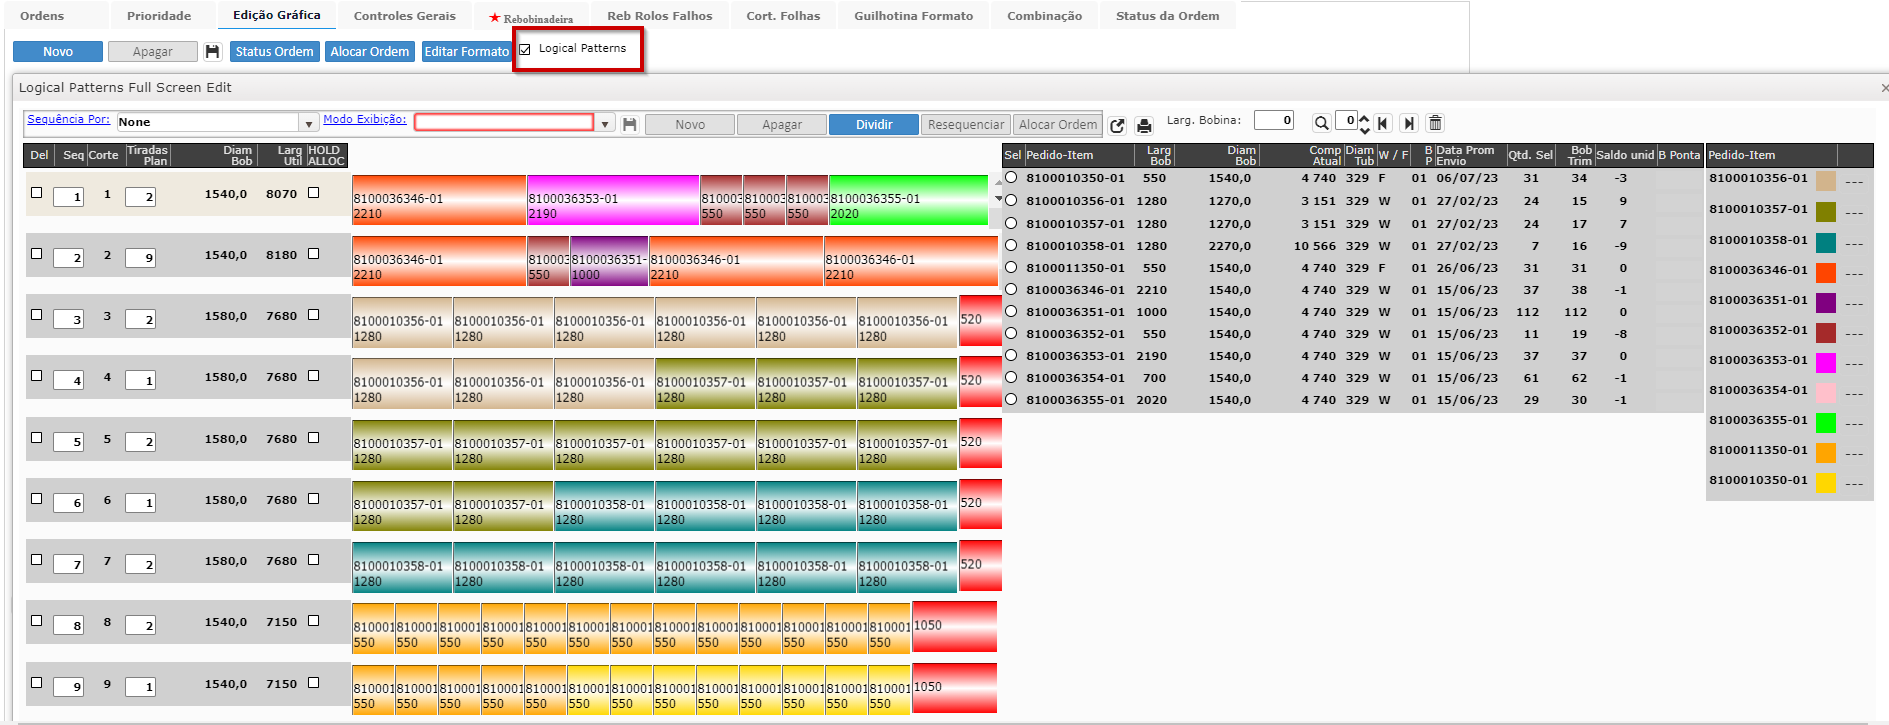 Ordens Prioridade Edição Gráfica Controles Gerais Rebobinadeira Reb Rolos Falhos Cort. Folhas Guilhotina Formato Combinação Status da Ordem
Novo Apagar Status Ordem Alocar Ordem Editar Formato Logical Patterns
Logical Patterns Full Screen Edit
Sequência Por: None Modo Exibição: Novo Apagar Dividir Resequenciar Alocar Ordem Larg. Bobina: 0 0
Del Seq Corte Tiradas Plan Diam Bob Larg Util HOLD ALLOC
1 1 2 1540,0 8070
8100036346-01 8100036353-01 810003 810003 810003 8100036355-01
2210 2190 550 550 550 2020
2 2 9 1540,0 8180
8100036346-01 810003 8100036351- 8100036346-01 8100036346-01
2210 550 1000 2210 2210
3 3 2 1580,0 7680
8100010356-01 8100010356-01 8100010356-01 8100010356-01 8100010356-01 8100010356-01 520
1280 1280 1280 1280 1280 1280
4 4 1 1580,0 7680
8100010356-01 8100010356-01 8100010356-01 8100010357-01 8100010357-01 8100010357-01 520
1280 1280 1280 1280 1280 1280
5 5 2 1580,0 7680
8100010357-01 8100010357-01 8100010357-01 8100010357-01 8100010357-01 8100010357-01 520
1280 1280 1280 1280 1280 1280
6 6 1 1580,0 7680
8100010357-01 8100010357-01 8100010358-01 8100010358-01 8100010358-01 8100010358-01 520
1280 1280 1280 1280 1280 1280
7 7 2 1580,0 7680
8100010358-01 8100010358-01 8100010358-01 8100010358-01 8100010358-01 8100010358-01 520
1280 1280 1280 1280 1280 1280
8 8 2 1540,0 7150
810001 810001 810001 810001 810001 810001 810001 810001 810001 810001 810001 810001 810001 1050
550 550 550 550 550 550 550 550 550 550 550 550 550
9 9 1 1540,0 7150
810001 810001 810001 810001 810001 810001 810001 810001 810001 810001 810001 810001 810001 1050
550 550 550 550 550 550 550 550 550 550 550 550 550
Sel Pedido-Item Larg Bob Diam Bob Comp Atual Diam Tub W / F B P Data Prom Envio Qtd. Sel Bob Trim Saldo unid B Ponta
8100010350-01 550 1540,0 4 740 329 F 01 06/07/23 31 34 -3
8100010356-01 1280 1270,0 3 151 329 W 01 27/02/23 24 15 9
8100010357-01 1280 1270,0 3 151 329 W 01 27/02/23 24 17 7
8100010358-01 1280 2270,0 10 566 329 W 01 27/02/23 7 16 -9
8100011350-01 550 1540,0 4 740 329 F 01 26/06/23 31 31 0
8100036346-01 2210 1540,0 4 740 329 W 01 15/06/23 37 38 -1
8100036351-01 1000 1540,0 4 740 329 W 01 15/06/23 112 112 0
8100036352-01 550 1540,0 4 740 329 W 01 15/06/23 11 19 -8
8100036353-01 2190 1540,0 4 740 329 W 01 15/06/23 37 37 0
8100036354-01 700 1540,0 4 740 329 W 01 15/06/23 61 62 -1
8100036355-01 2020 1540,0 4 740 329 W 01 15/06/23 29 30 -1
Pedido-Item
8100010356-01 ---
8100010357-01 ---
8100010358-01 ---
8100036346-01 ---
8100036351-01 ---
8100036352-01 ---
8100036353-01 ---
8100036354-01 ---
8100036355-01 ---
8100011350-01 ---
8100010350-01 ---